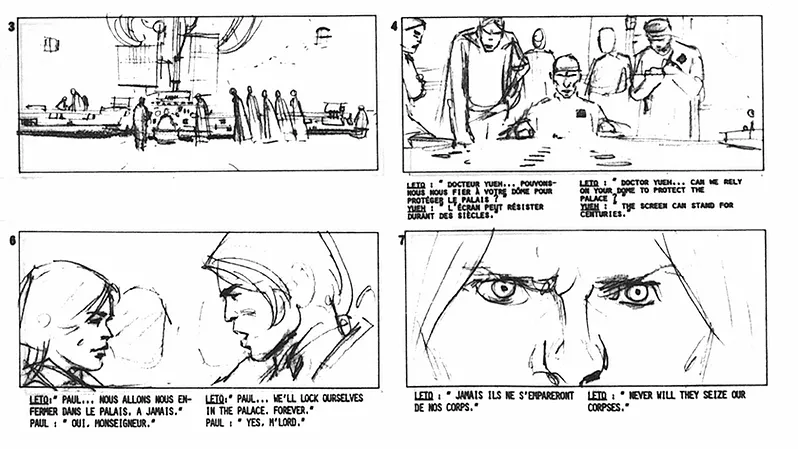 3
4
LETO : " DOCTEUR YUEH... POUVONS-
NOUS NOUS FIER À VOTRE DÔME POUR
PROTÉGER LE PALAIS ?
YUEH : " L'ÉCRAN PEUT RÉSISTER
DURANT DES SIÈCLES."
LETO : " DOCTOR YUEH... CAN WE RELY
ON YOUR DOME TO PROTECT THE
PALACE ?
YUEH : " THE SCREEN CAN STAND FOR
CENTURIES."
6
LETO:" PAUL... NOUS ALLONS NOUS EN-
FERMER DANS LE PALAIS. A JAMAIS."
PAUL : " OUI, MONSEIGNEUR."
LETO:" PAUL... WE'LL LOCK OURSELVES
IN THE PALACE. FOREVER."
PAUL : " YES, M'LORD."
7
LETO : " JAMAIS ILS NE S'EMPARERONT
DE NOS CORPS."
LETO : " NEVER WILL THEY SEIZE OUR
CORPSES."